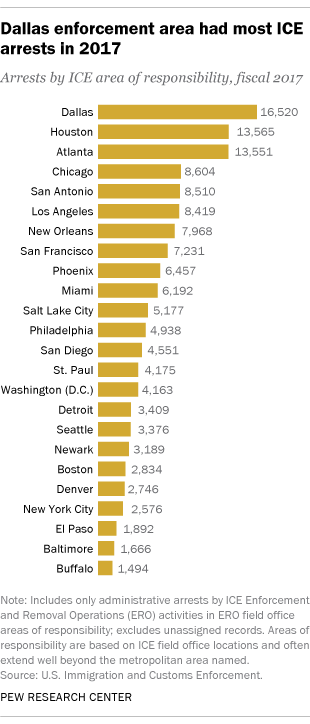 Dallas enforcement area had most ICE
arrests in 2017
Arrests by ICE area of responsibility, fiscal 2017
Dallas 16,520
Houston 13,565
Atlanta 13,551
Chicago 8,604
San Antonio 8,510
Los Angeles 8,419
New Orleans 7,968
San Francisco 7,231
Phoenix 6,457
Miami 6,192
Salt Lake City 5,177
Philadelphia 4,938
San Diego 4,551
St. Paul 4,175
Washington (D.C.) 4,163
Detroit 3,409
Seattle 3,376
Newark 3,189
Boston 2,834
Denver 2,746
New York City 2,576
El Paso 1,892
Baltimore 1,666
Buffalo 1,494
Note: Includes only administrative arrests by ICE Enforcement
and Removal Operations (ERO) activities in ERO field office
areas of responsibility; excludes unassigned records. Areas of
responsibility are based on ICE field office locations and often
extend well beyond the metropolitan area named.
Source: U.S. Immigration and Customs Enforcement.
PEW RESEARCH CENTER